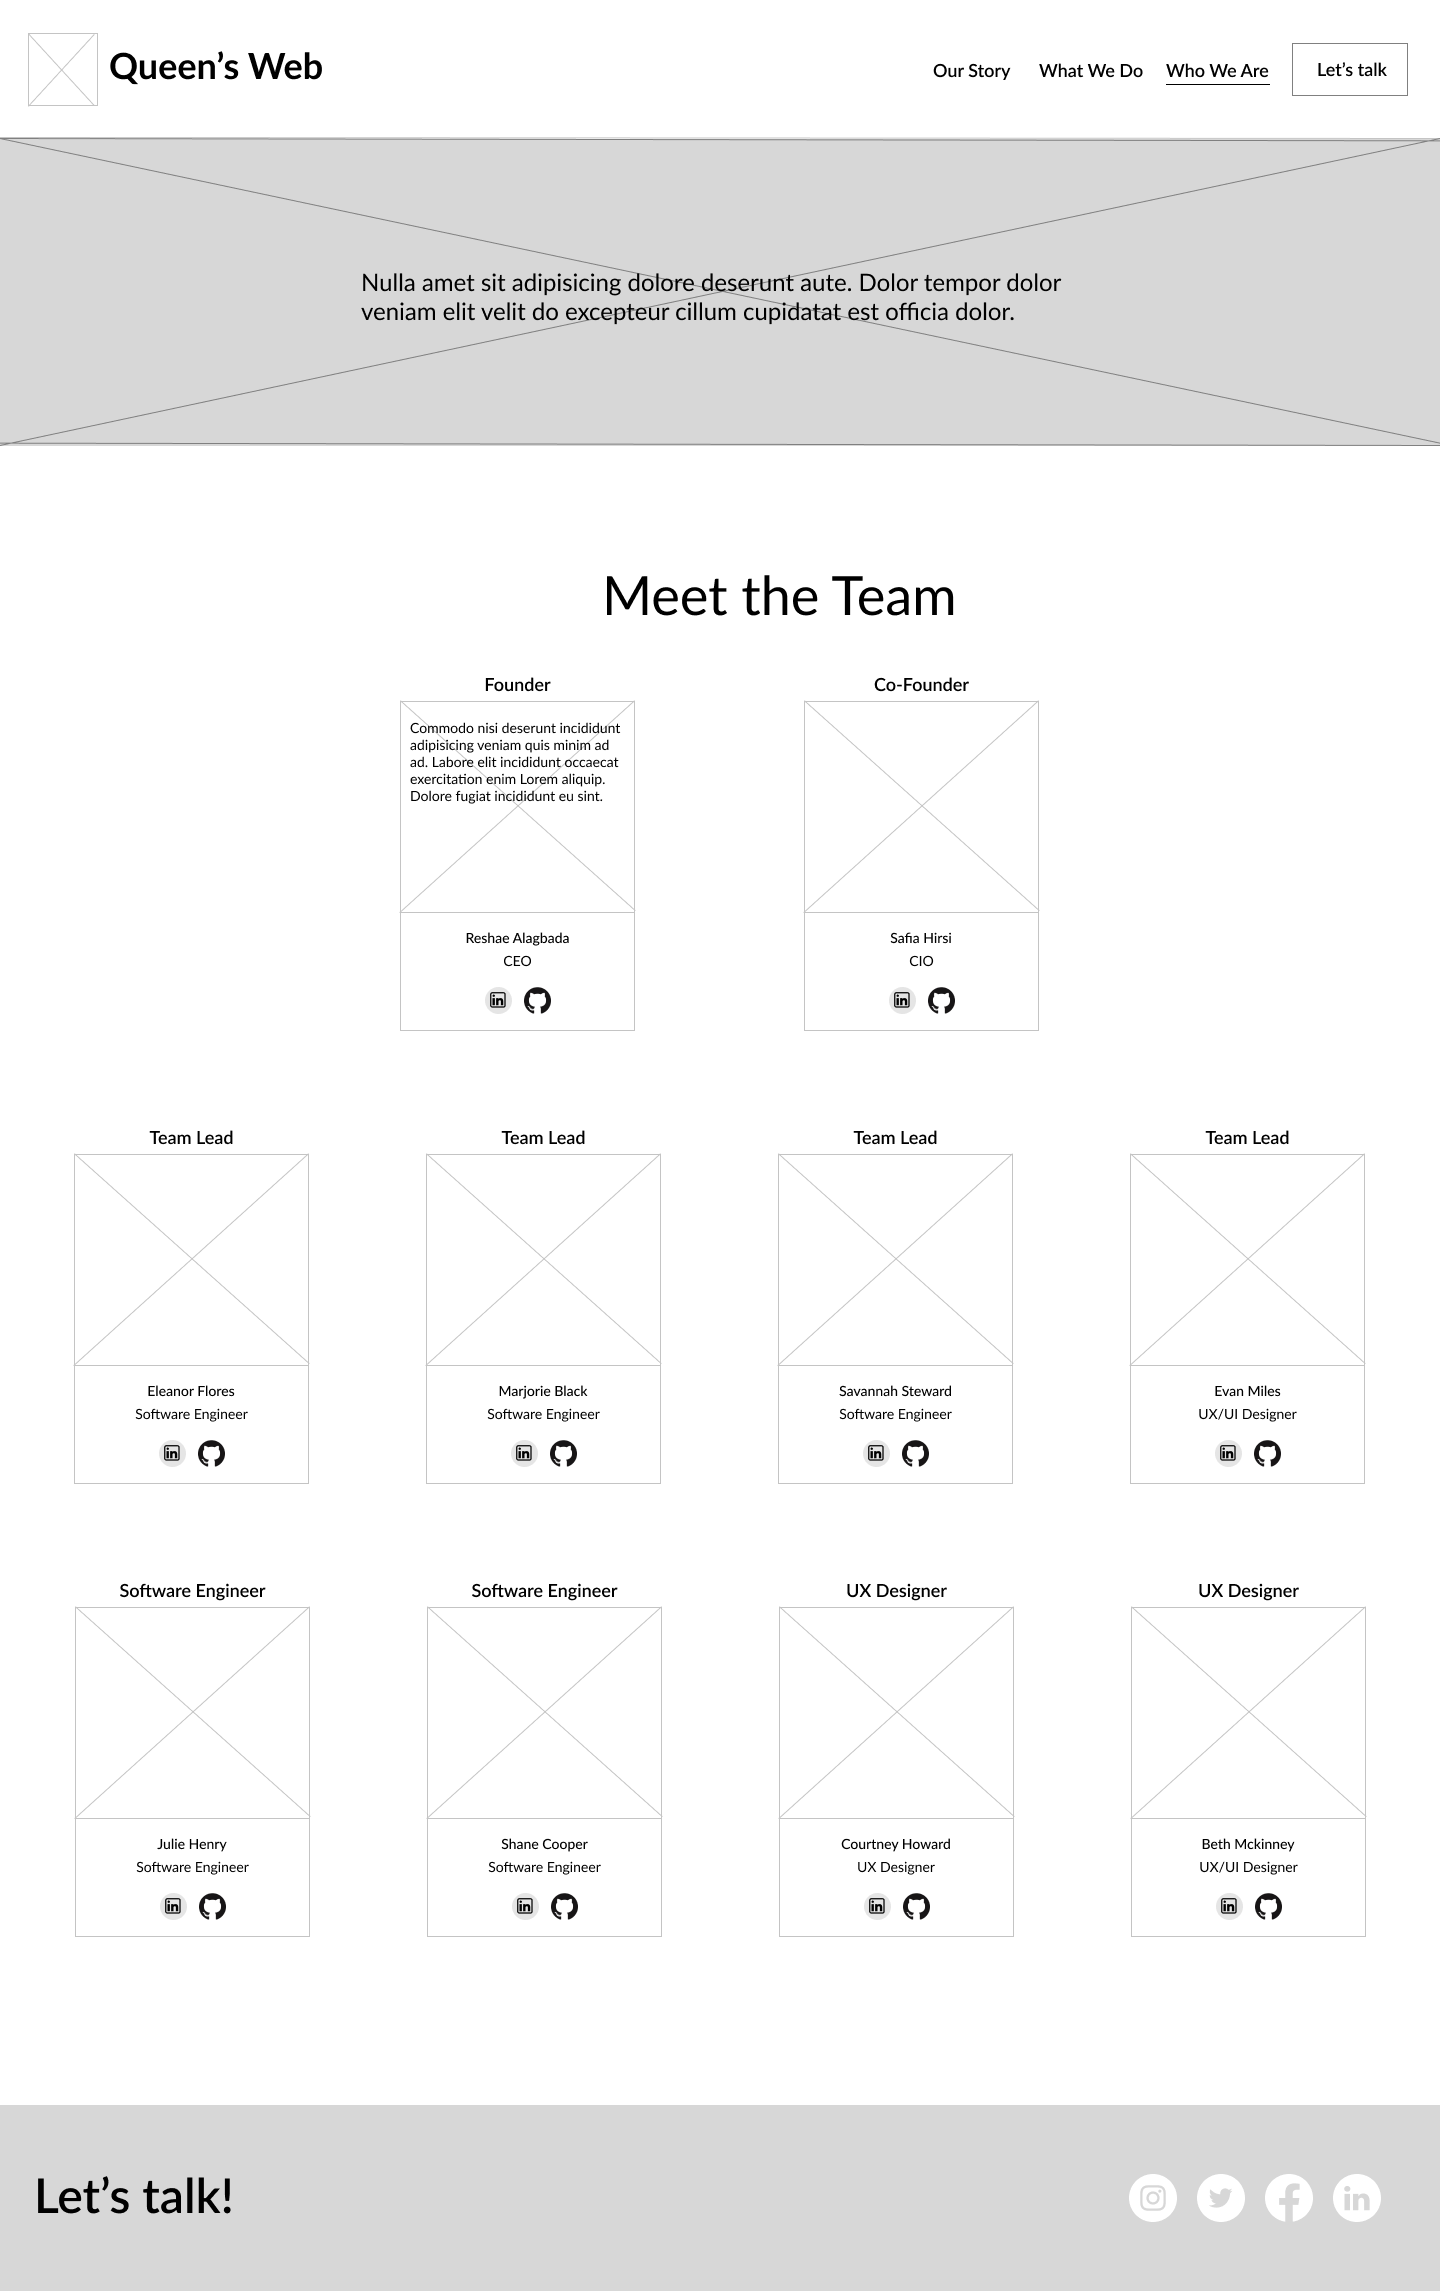 Queen’s Web
Our Story
What We Do
Who We Are
Let’s talk
Nulla amet sit adipisicing dolore deserunt aute. Dolor tempor dolor
veniam elit velit do excepteur cillum cupidatat est officia dolor.
Meet the Team
Founder
Commodo nisi deserunt incididunt
adipisicing veniam quis minim ad
ad. Labore elit incididunt occaecat
exercitation enim Lorem aliquip.
Dolore fugiat incididunt eu sint.
Reshae Alagbada
CEO
Co-Founder
Safia Hirsi
CIO
Team Lead
Eleanor Flores
Software Engineer
Team Lead
Marjorie Black
Software Engineer
Team Lead
Savannah Steward
Software Engineer
Team Lead
Evan Miles
UX/UI Designer
Software Engineer
Julie Henry
Software Engineer
Software Engineer
Shane Cooper
Software Engineer
UX Designer
Courtney Howard
UX Designer
UX Designer
Beth Mckinney
UX/UI Designer
Let’s talk!